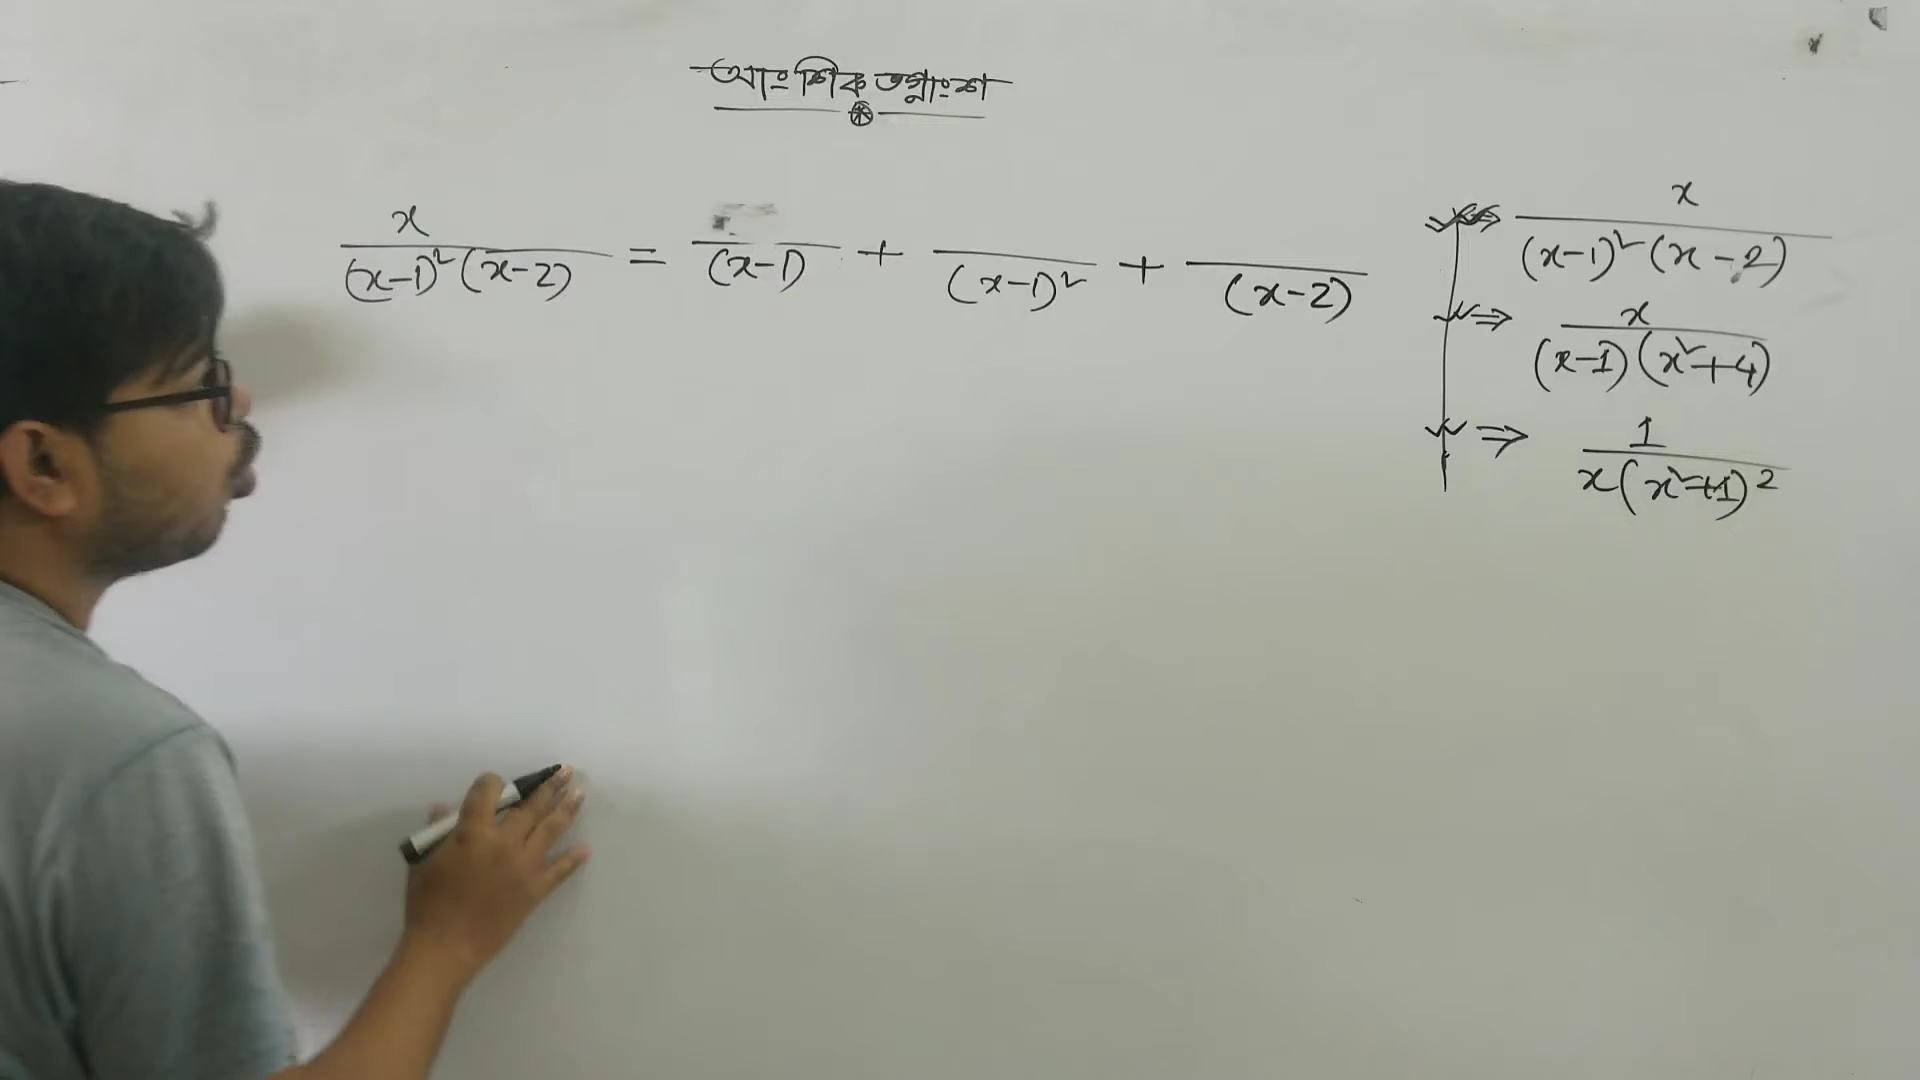 আংশিক ভগ্নাংশ
x/((x-1)²(x-2)) = /(x-1) + /(x-1)² + /(x-2)
⇒ x/((x-1)²(x-2))
⇒ x/((x-1)(x²+4))
⇒ 1/(x(x²+1)²)